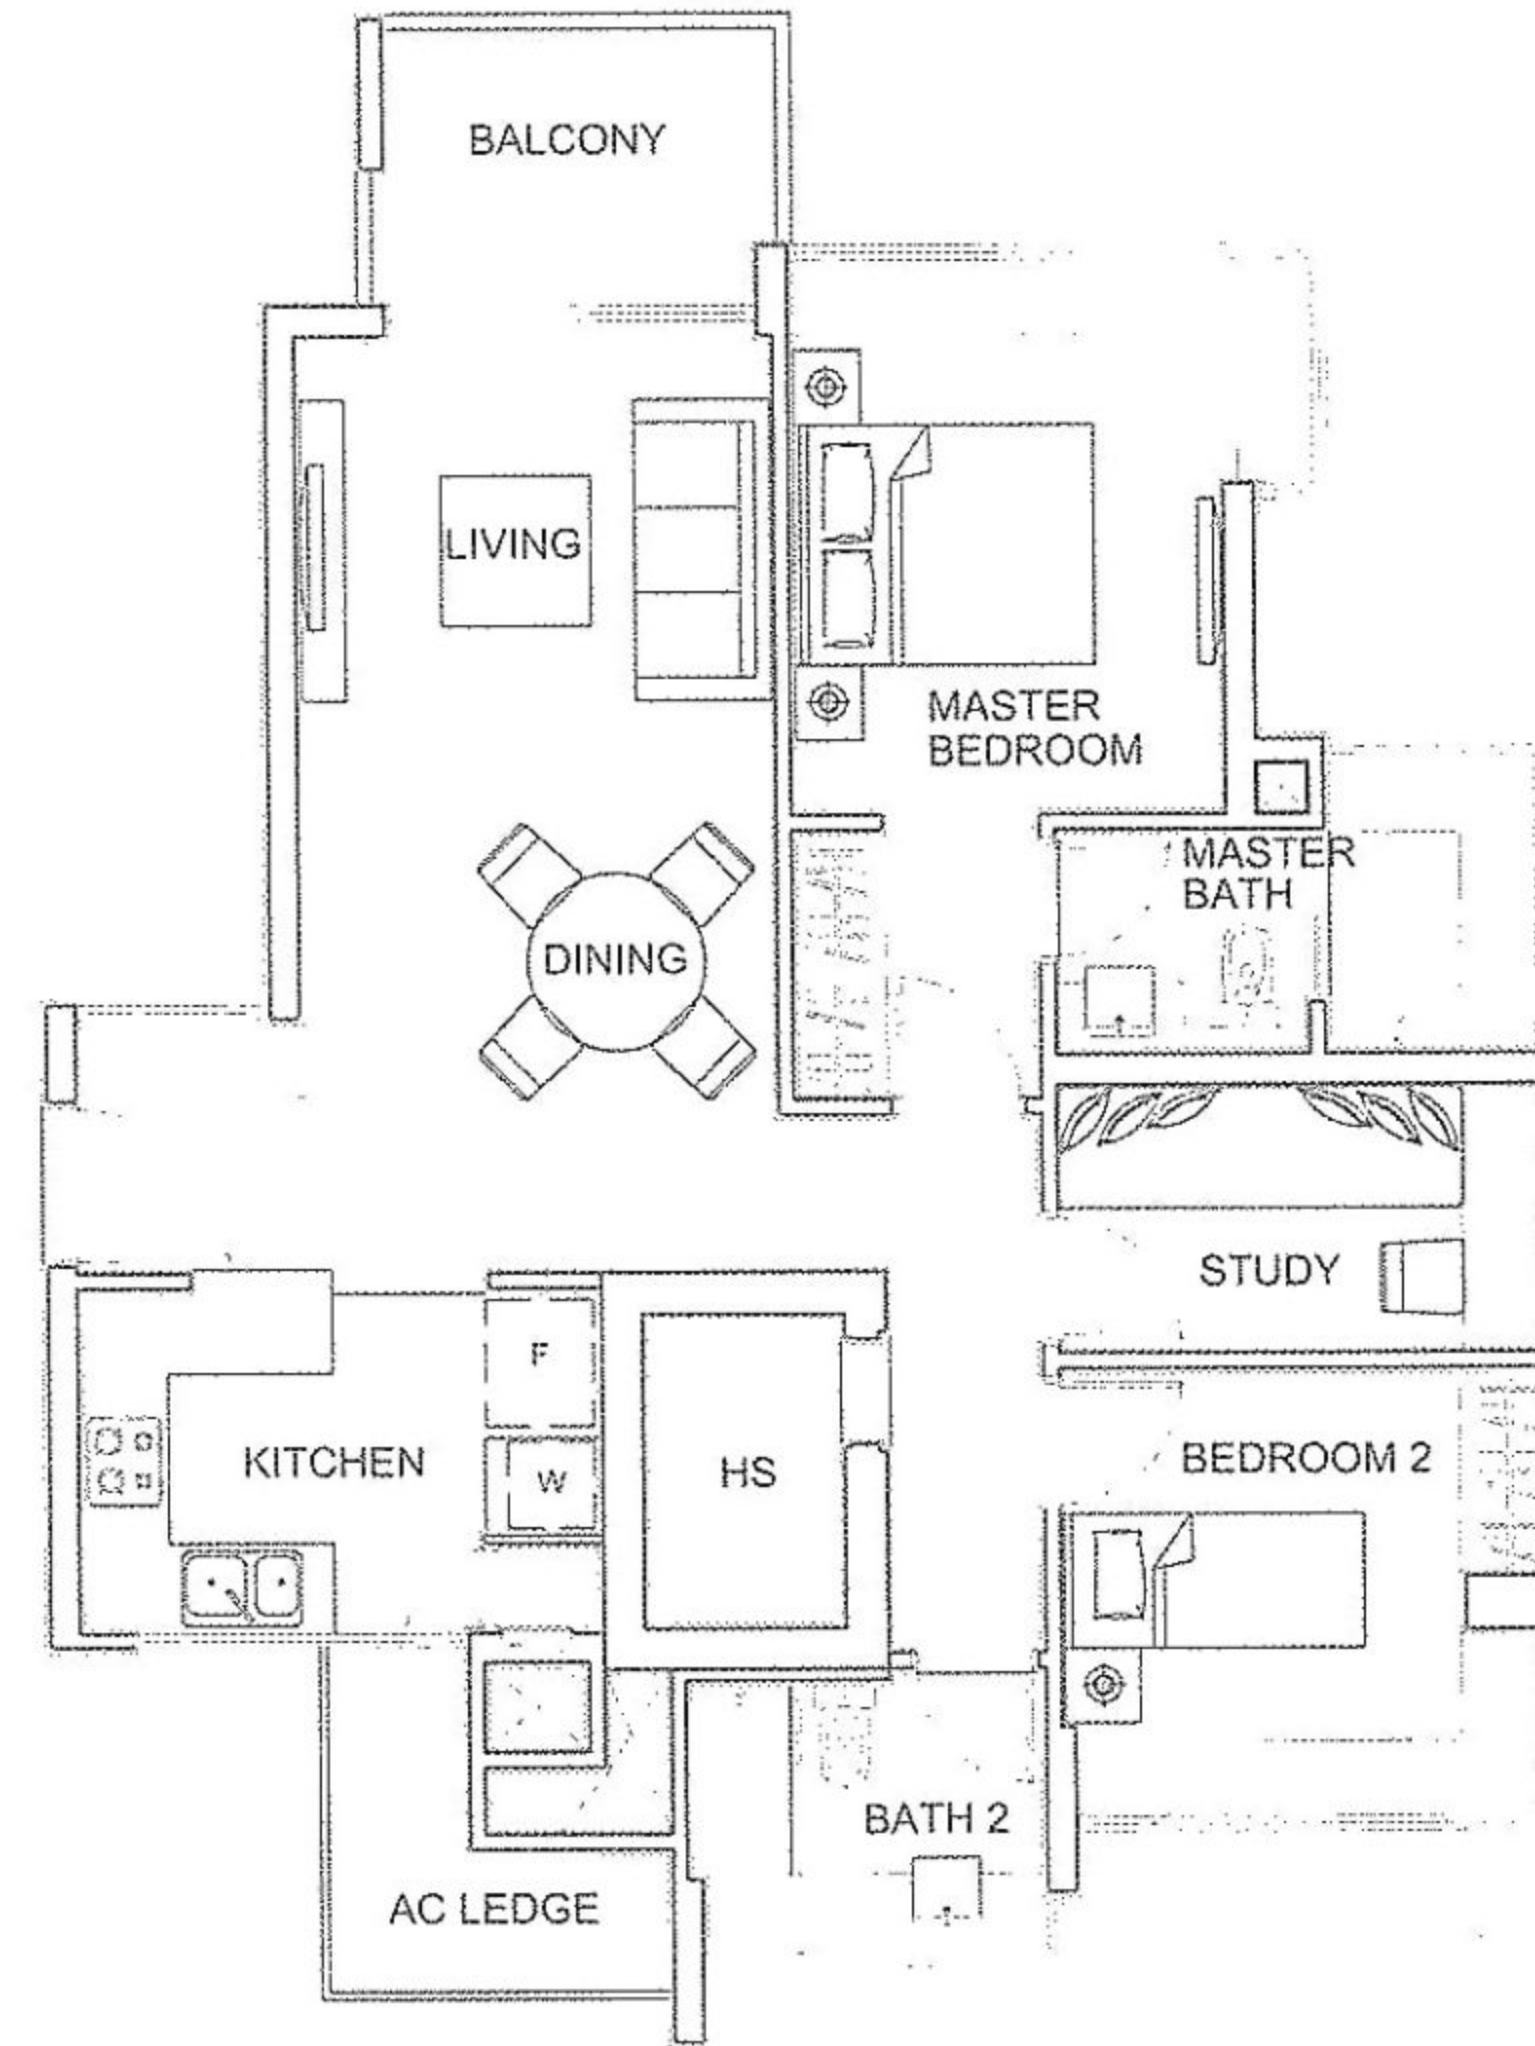 BALCONY
LIVING
MASTER
BEDROOM
MASTER
BATH
DINING
STUDY
F
KITCHEN
W
HS
BEDROOM 2
BATH 2
AC LEDGE